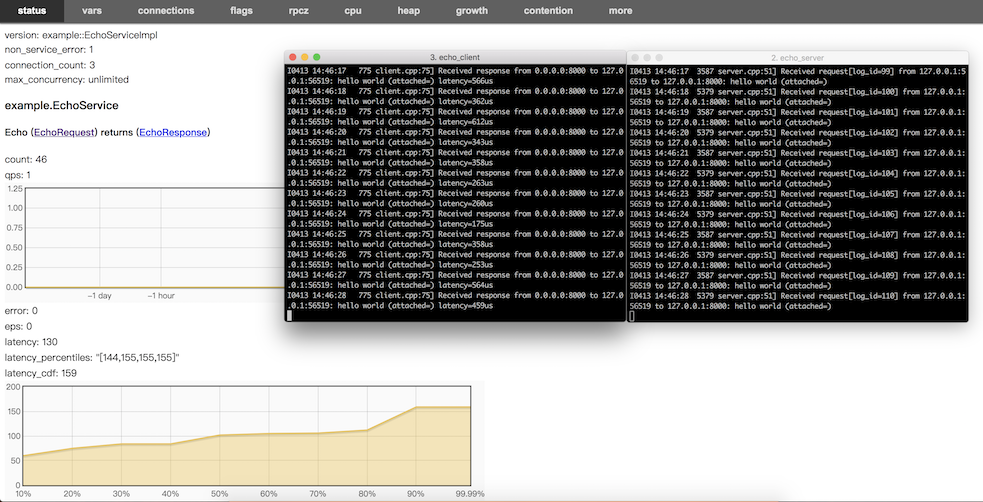 status vars connections flags rpcz cpu heap growth contention more
version: example::EchoServiceImpl
non_service_error: 1
connection_count: 3
max_concurrency: unlimited
example.EchoService
Echo (EchoRequest) returns (EchoResponse)
count: 46
qps: 1
1.25
1.00
0.75
0.50
0.25
0.00
−1 day −1 hour
error: 0
eps: 0
latency: 130
latency_percentiles: "[144,155,155,155]"
latency_cdf: 159
200
150
100
50
0
10% 20% 30% 40% 50% 60% 70% 80% 90% 99.99%
3. echo_client
I0413 14:46:17 775 client.cpp:75] Received response from 0.0.0.0:8000 to 127.0
.0.1:56519: hello world (attached=) latency=566us
I0413 14:46:18 775 client.cpp:75] Received response from 0.0.0.0:8000 to 127.0
.0.1:56519: hello world (attached=) latency=362us
I0413 14:46:19 775 client.cpp:75] Received response from 0.0.0.0:8000 to 127.0
.0.1:56519: hello world (attached=) latency=612us
I0413 14:46:20 775 client.cpp:75] Received response from 0.0.0.0:8000 to 127.0
.0.1:56519: hello world (attached=) latency=343us
I0413 14:46:21 775 client.cpp:75] Received response from 0.0.0.0:8000 to 127.0
.0.1:56519: hello world (attached=) latency=358us
I0413 14:46:22 775 client.cpp:75] Received response from 0.0.0.0:8000 to 127.0
.0.1:56519: hello world (attached=) latency=263us
I0413 14:46:23 775 client.cpp:75] Received response from 0.0.0.0:8000 to 127.0
.0.1:56519: hello world (attached=) latency=260us
I0413 14:46:24 775 client.cpp:75] Received response from 0.0.0.0:8000 to 127.0
.0.1:56519: hello world (attached=) latency=175us
I0413 14:46:25 775 client.cpp:75] Received response from 0.0.0.0:8000 to 127.0
.0.1:56519: hello world (attached=) latency=358us
I0413 14:46:26 775 client.cpp:75] Received response from 0.0.0.0:8000 to 127.0
.0.1:56519: hello world (attached=) latency=253us
I0413 14:46:27 775 client.cpp:75] Received response from 0.0.0.0:8000 to 127.0
.0.1:56519: hello world (attached=) latency=564us
I0413 14:46:28 775 client.cpp:75] Received response from 0.0.0.0:8000 to 127.0
.0.1:56519: hello world (attached=) latency=459us
2. echo_server
I0413 14:46:17 3587 server.cpp:51] Received request[log_id=99] from 127.0.0.1:5
6519 to 127.0.0.1:8000: hello world (attached=)
I0413 14:46:18 5379 server.cpp:51] Received request[log_id=100] from 127.0.0.1:
56519 to 127.0.0.1:8000: hello world (attached=)
I0413 14:46:19 3587 server.cpp:51] Received request[log_id=101] from 127.0.0.1:
56519 to 127.0.0.1:8000: hello world (attached=)
I0413 14:46:20 5379 server.cpp:51] Received request[log_id=102] from 127.0.0.1:
56519 to 127.0.0.1:8000: hello world (attached=)
I0413 14:46:21 3587 server.cpp:51] Received request[log_id=103] from 127.0.0.1:
56519 to 127.0.0.1:8000: hello world (attached=)
I0413 14:46:22 5379 server.cpp:51] Received request[log_id=104] from 127.0.0.1:
56519 to 127.0.0.1:8000: hello world (attached=)
I0413 14:46:23 3587 server.cpp:51] Received request[log_id=105] from 127.0.0.1:
56519 to 127.0.0.1:8000: hello world (attached=)
I0413 14:46:24 5379 server.cpp:51] Received request[log_id=106] from 127.0.0.1:
56519 to 127.0.0.1:8000: hello world (attached=)
I0413 14:46:25 3587 server.cpp:51] Received request[log_id=107] from 127.0.0.1:
56519 to 127.0.0.1:8000: hello world (attached=)
I0413 14:46:26 5379 server.cpp:51] Received request[log_id=108] from 127.0.0.1:
56519 to 127.0.0.1:8000: hello world (attached=)
I0413 14:46:27 3587 server.cpp:51] Received request[log_id=109] from 127.0.0.1:
56519 to 127.0.0.1:8000: hello world (attached=)
I0413 14:46:28 5379 server.cpp:51] Received request[log_id=110] from 127.0.0.1:
56519 to 127.0.0.1:8000: hello world (attached=)